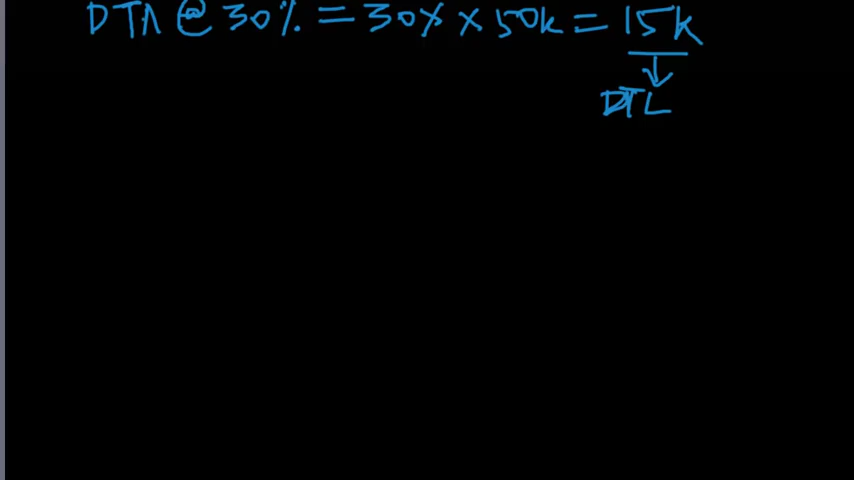 DTA @ 30% = 30% x 50k = 15k
↓
DTL